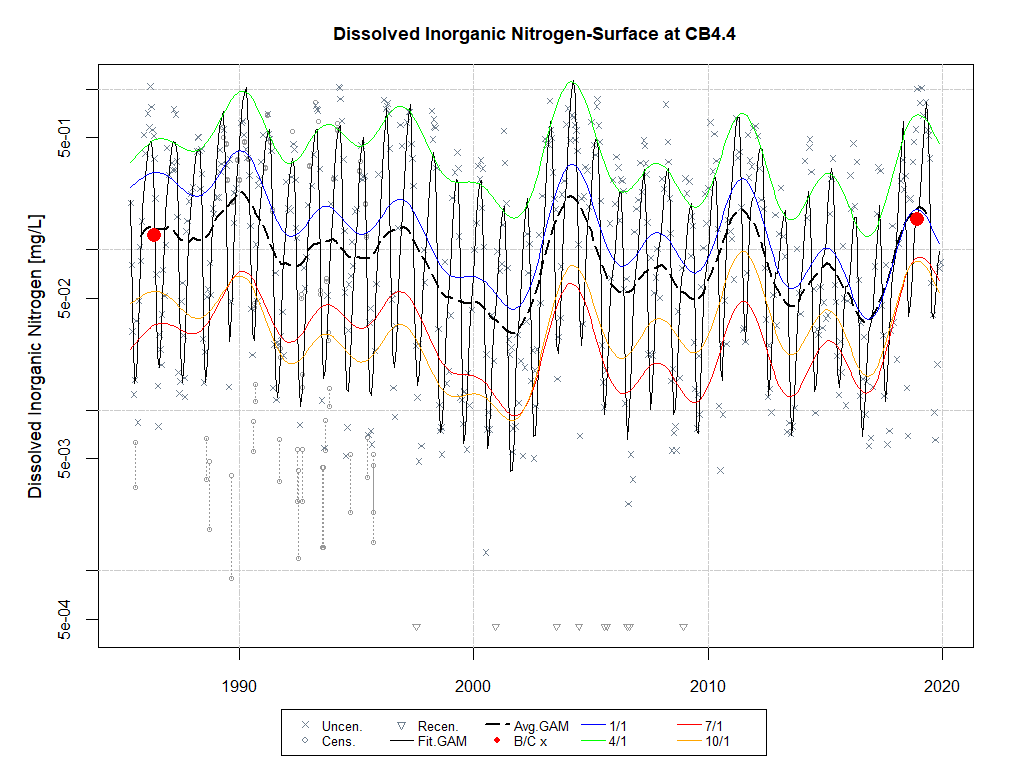 Dissolved Inorganic Nitrogen-Surface at CB4.4
Dissolved Inorganic Nitrogen [mg/L]
5e-01
5e-02
5e-03
5e-04
1990 2000 2010 2020
Uncen. Recen. Avg.GAM 1/1 7/1
Cens. Fit.GAM B/C x 4/1 10/1